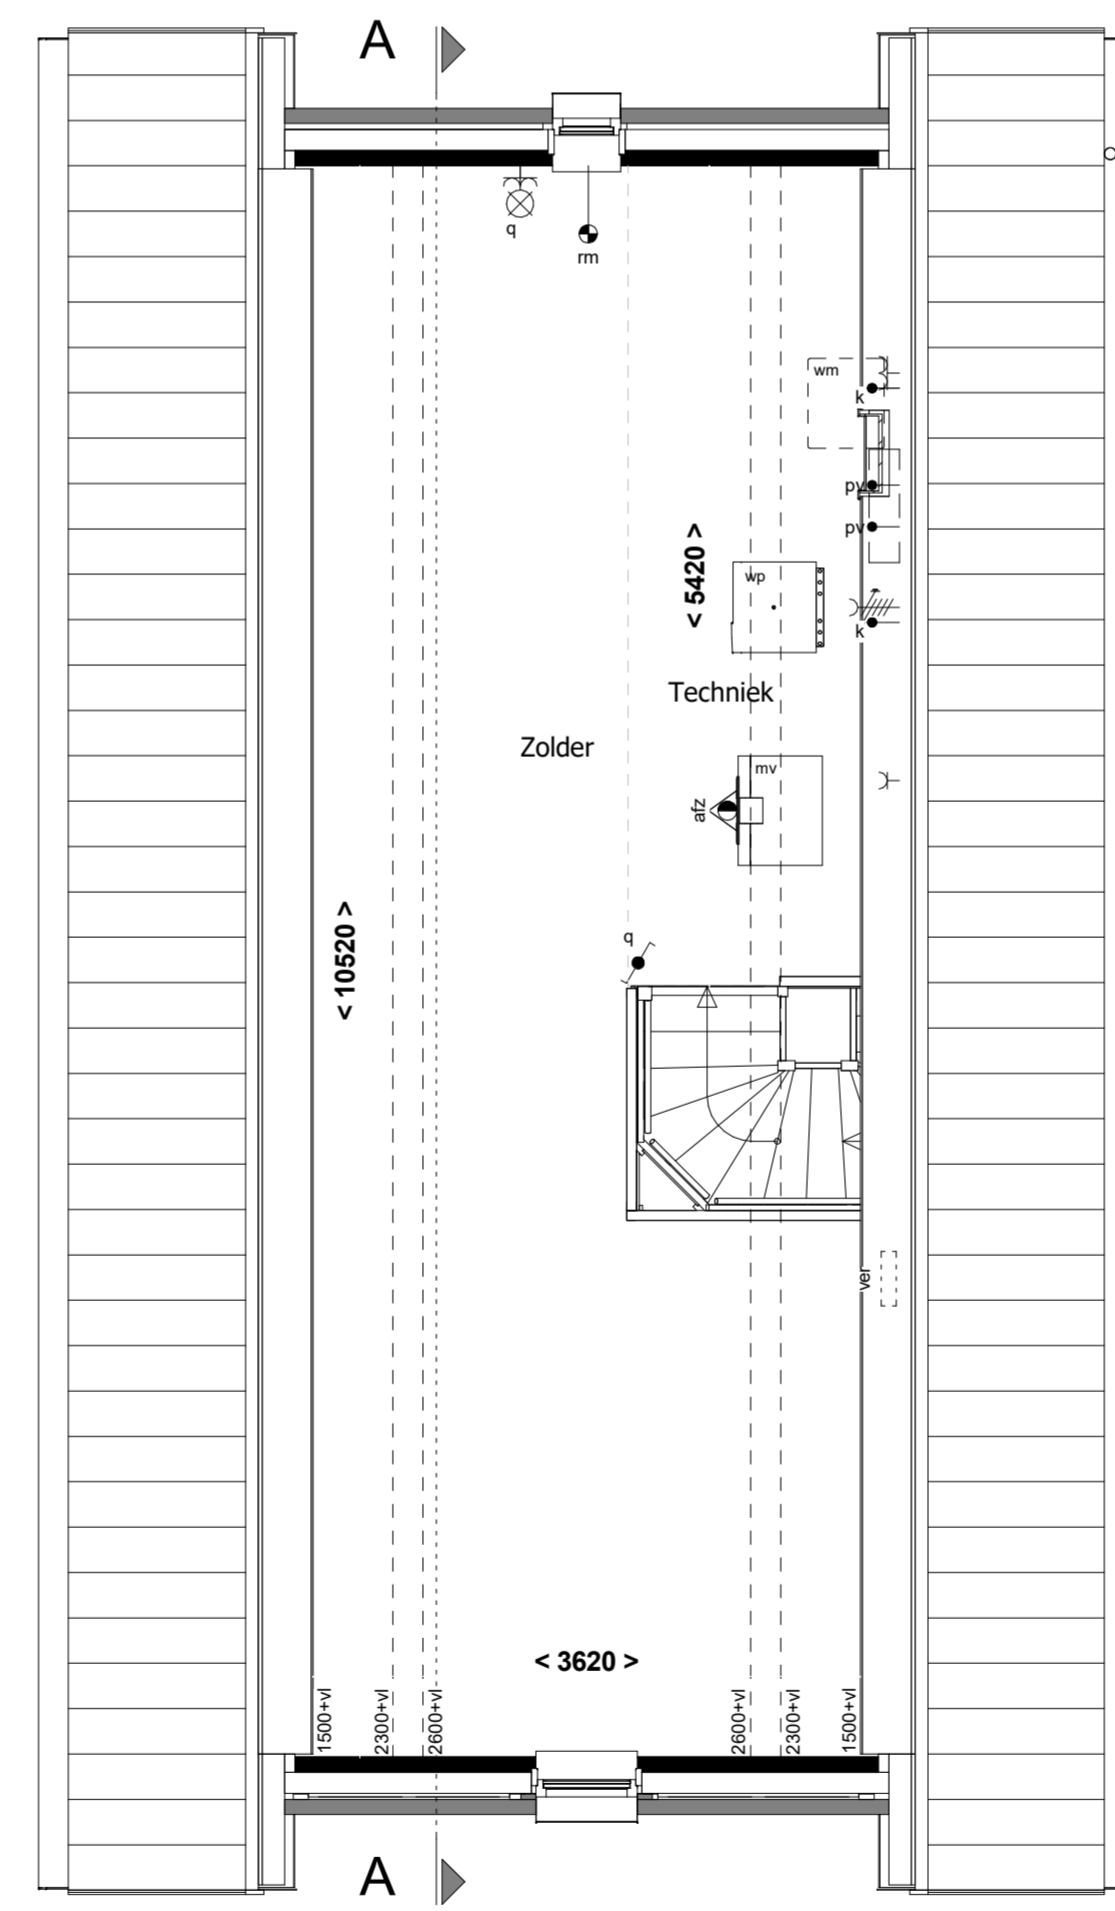 A
q
rm
wm
k
pv
pv
< 5420 >
wp
k
Techniek
Zolder
mv
afz
< 10520 >
q
ver
< 3620 >
1500+vl
2300+vl
2600+vl
2600+vl
2300+vl
1500+vl
A